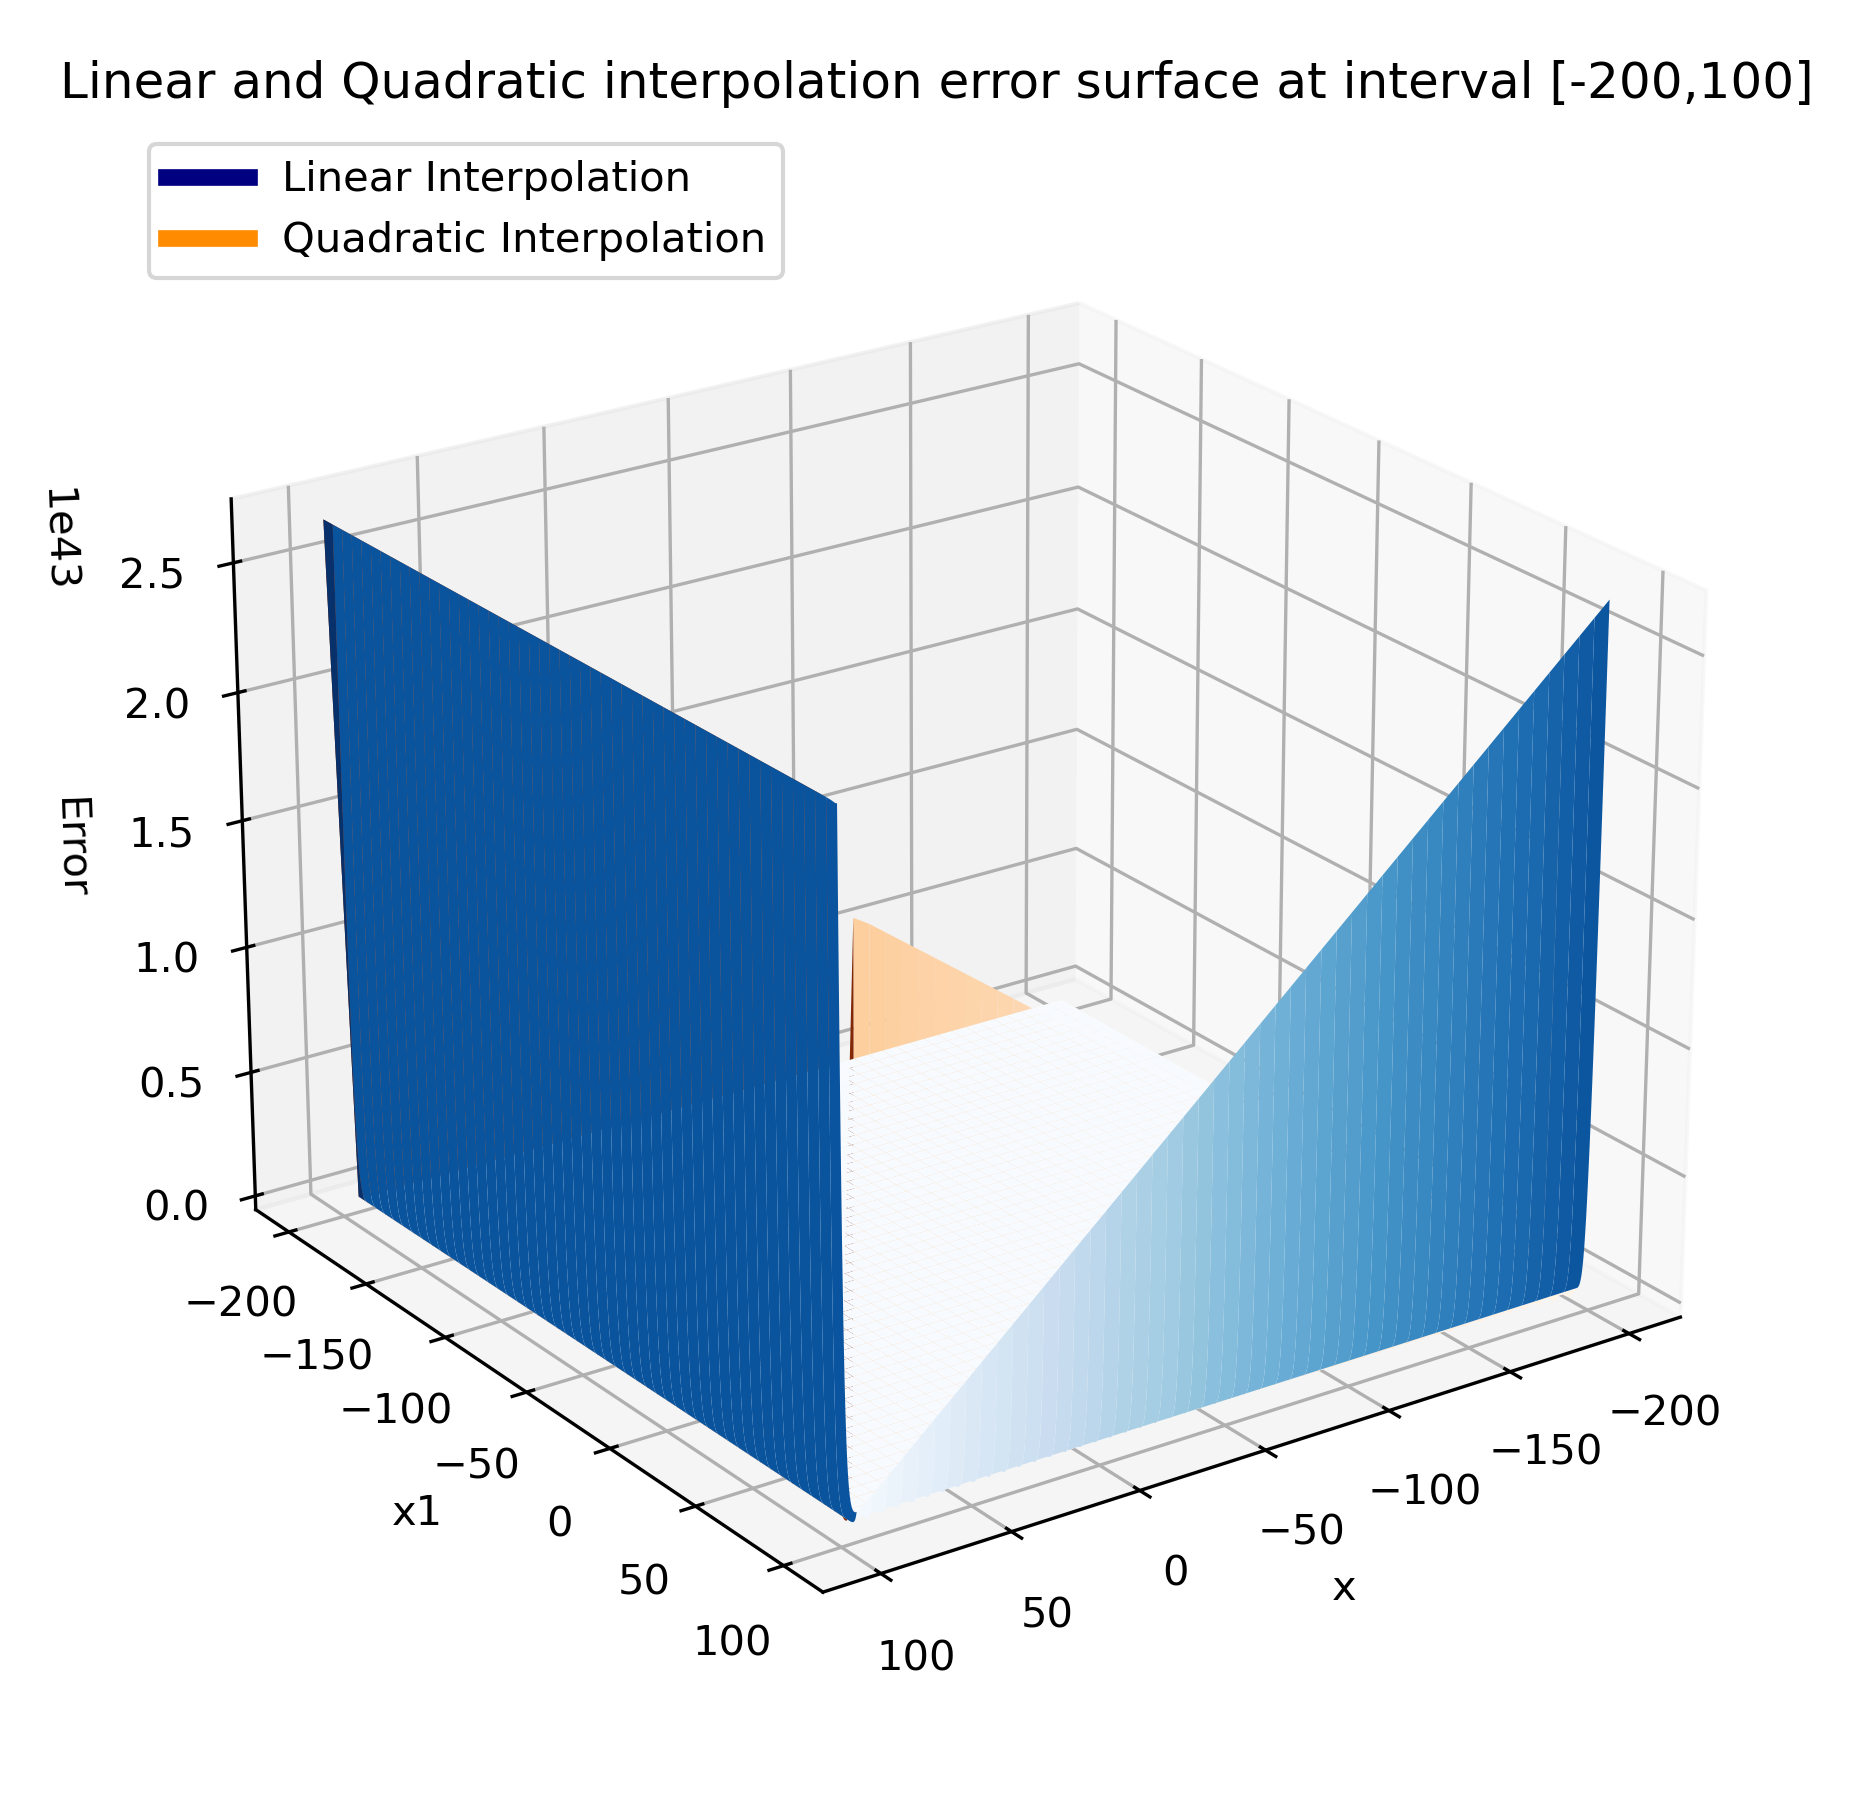 Linear and Quadratic interpolation error surface at interval [-200,100]
Linear Interpolation
Quadratic Interpolation
1e43
Error
2.5
2.0
1.5
1.0
0.5
0.0
−200
−150
−100
−50
0
50
100
x1
100
50
0
−50
−100
−150
−200
x